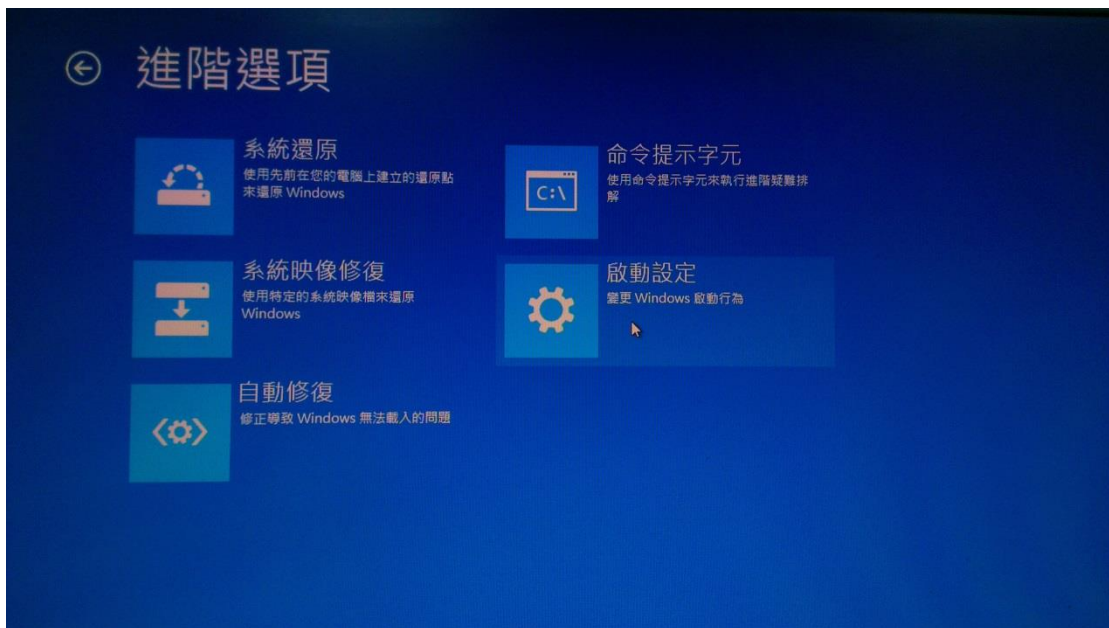 進階選項
系統還原
使用先前在您的電腦上建立的還原點
來還原 Windows
系統映像修復
使用特定的系統映像檔來還原
Windows
自動修復
修正導致 Windows 無法載入的問題
C:\
命令提示字元
使用命令提示字元來執行進階疑難排
解
啟動設定
變更 Windows 啟動行為